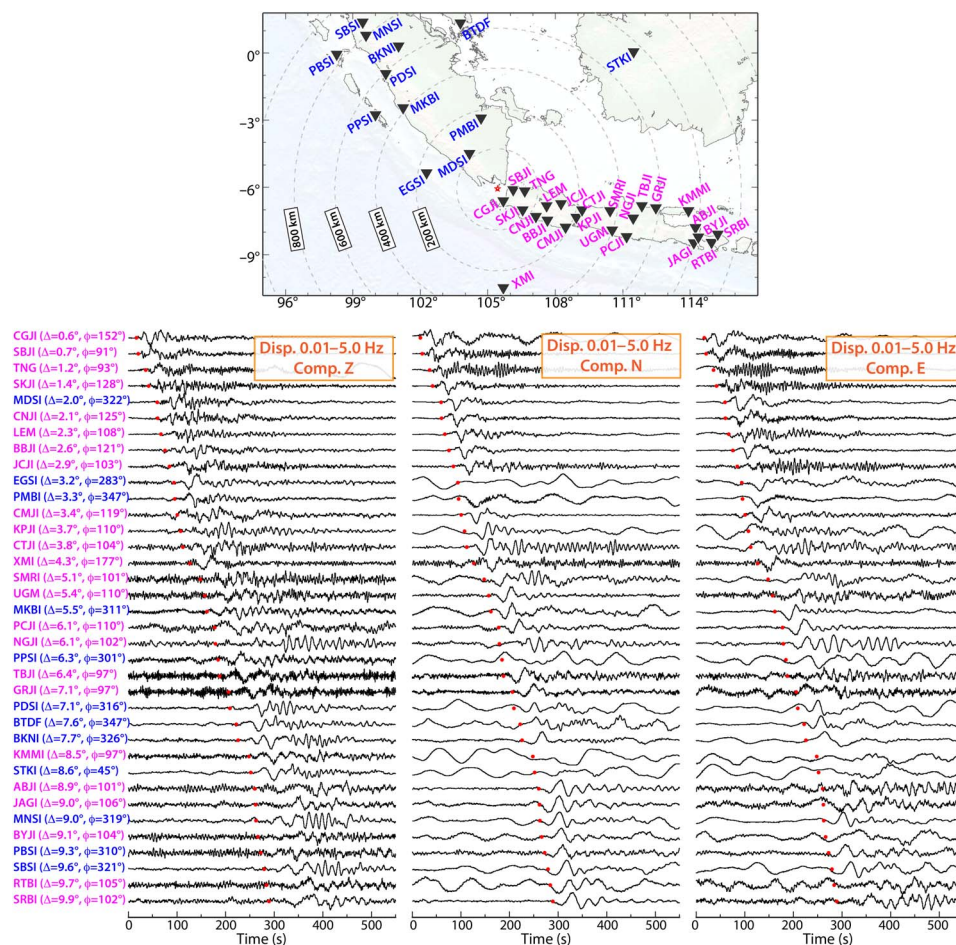 SBSI
MNSI
BTDF
BKNI
STKI
PBSI
PDSI
MKBI
PPSI
PMBI
MDSI
EGSI
SBJI
TNG
CGJI
LEM
JCJI
CTJI
SMRI
NGJI
TBJI
GRJI
KMMI
SKJI
CNJI
BBJI
CMJI
KPJI
UGM
PCJI
ABJI
BYJI
SRBI
JAGI
RTBI
XMI
0°
−3°
−6°
−9°
800 km
600 km
400 km
200 km
96° 99° 102° 105° 108° 111° 114°
Disp. 0.01–5.0 Hz
Comp. Z
Disp. 0.01–5.0 Hz
Comp. N
Disp. 0.01–5.0 Hz
Comp. E
CGJI (Δ=0.6°, ϕ=152°)
SBJI (Δ=0.7°, ϕ=91°)
TNG (Δ=1.2°, ϕ=93°)
SKJI (Δ=1.4°, ϕ=128°)
MDSI (Δ=2.0°, ϕ=322°)
CNJI (Δ=2.1°, ϕ=125°)
LEM (Δ=2.3°, ϕ=108°)
BBJI (Δ=2.6°, ϕ=121°)
JCJI (Δ=2.9°, ϕ=103°)
EGSI (Δ=3.2°, ϕ=283°)
PMBI (Δ=3.3°, ϕ=347°)
CMJI (Δ=3.4°, ϕ=119°)
KPJI (Δ=3.7°, ϕ=110°)
CTJI (Δ=3.8°, ϕ=104°)
XMI (Δ=4.3°, ϕ=177°)
SMRI (Δ=5.1°, ϕ=101°)
UGM (Δ=5.4°, ϕ=110°)
MKBI (Δ=5.5°, ϕ=311°)
PCJI (Δ=6.1°, ϕ=110°)
NGJI (Δ=6.1°, ϕ=102°)
PPSI (Δ=6.3°, ϕ=301°)
TBJI (Δ=6.4°, ϕ=97°)
GRJI (Δ=7.1°, ϕ=97°)
PDSI (Δ=7.1°, ϕ=316°)
BTDF (Δ=7.6°, ϕ=347°)
BKNI (Δ=7.7°, ϕ=326°)
KMMI (Δ=8.5°, ϕ=97°)
STKI (Δ=8.6°, ϕ=45°)
ABJI (Δ=8.9°, ϕ=101°)
JAGI (Δ=9.0°, ϕ=106°)
MNSI (Δ=9.0°, ϕ=319°)
BYJI (Δ=9.1°, ϕ=104°)
PBSI (Δ=9.3°, ϕ=310°)
SBSI (Δ=9.6°, ϕ=321°)
RTBI (Δ=9.7°, ϕ=105°)
SRBI (Δ=9.9°, ϕ=102°)
0 100 200 300 400 500
0 100 200 300 400 500
0 100 200 300 400 500
Time (s)
Time (s)
Time (s)